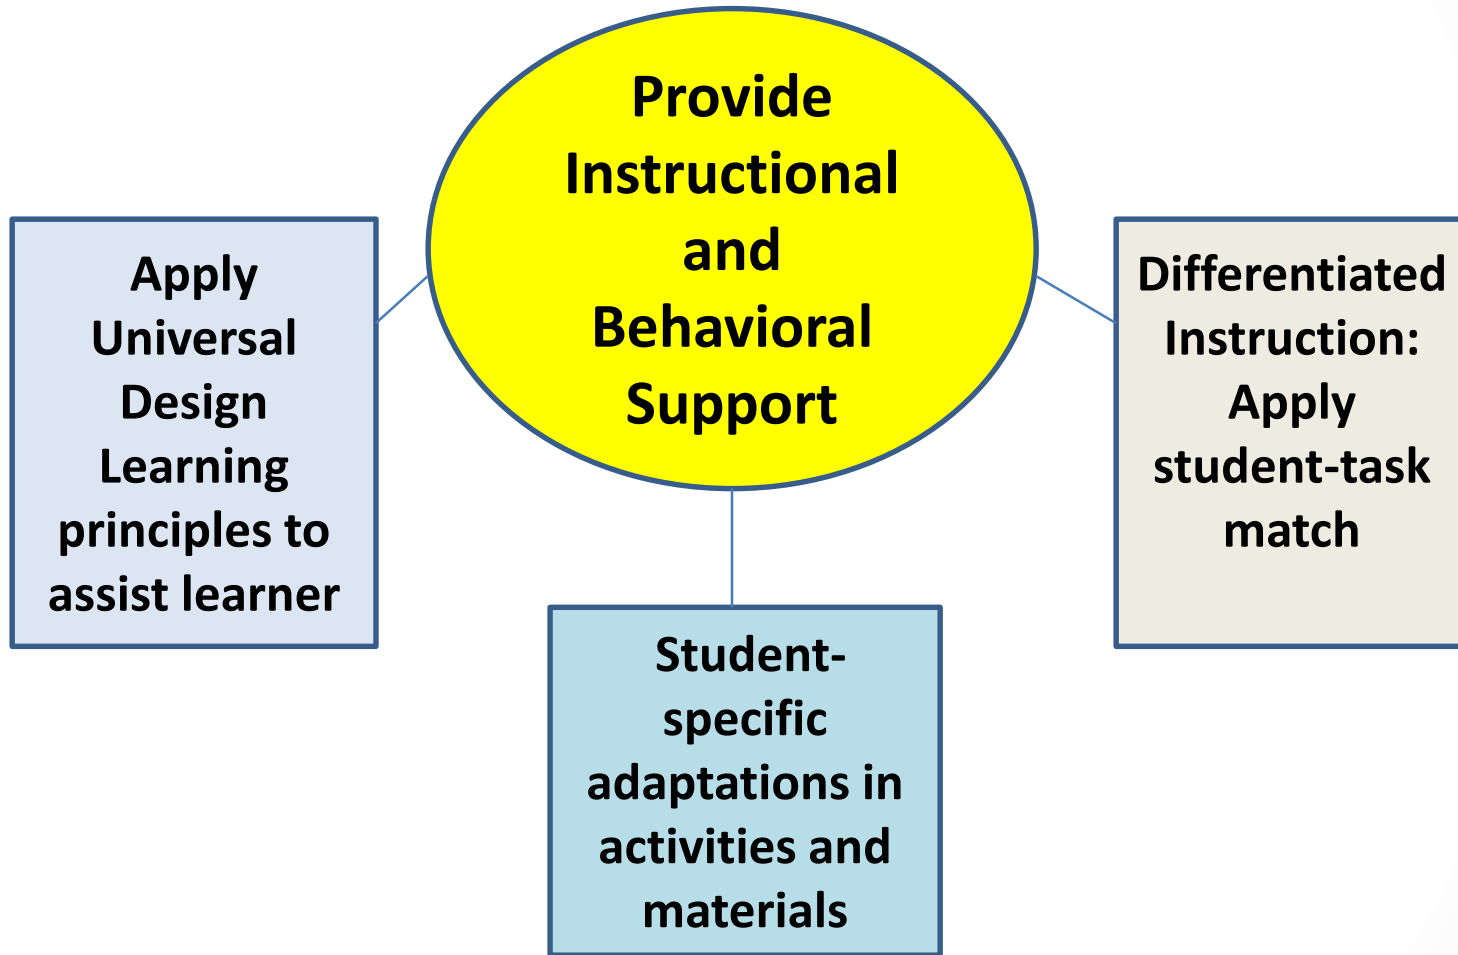 Provide
Instructional
and
Behavioral
Support
Apply
Universal
Design
Learning
principles to
assist learner
Student-
specific
adaptations in
activities and
materials
Differentiated
Instruction:
Apply
student-task
match